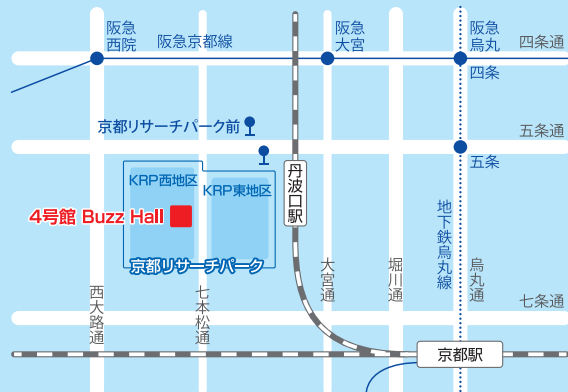 阪急
西院
阪急京都線
阪急
大宮
阪急
烏丸
四条通
四条
京都リサーチパーク前
五条通
五条
KRP西地区
KRP東地区
丹波口駅
4号館 Buzz Hall
地下鉄烏丸線
京都リサーチパーク
西大路通
七本松通
大宮通
堀川通
烏丸通
七条通
京都駅